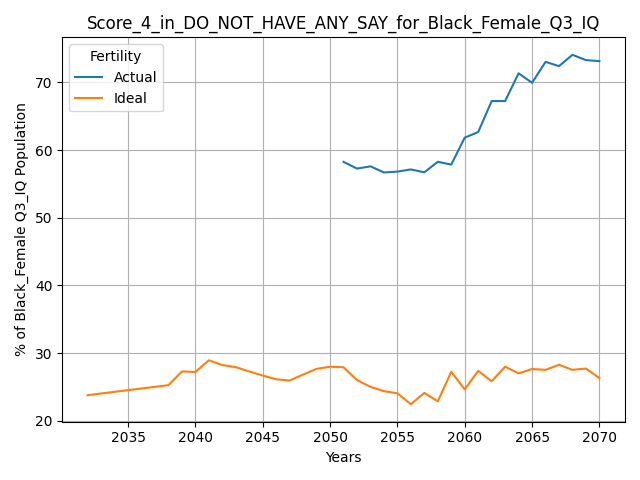 Score_4_in_DO_NOT_HAVE_ANY_SAY_for_Black_Female_Q3_IQ
Fertility
Actual
Ideal
% of Black_Female Q3_IQ Population
70
60
50
40
30
20
2035 2040 2045 2050 2055 2060 2065 2070
Years